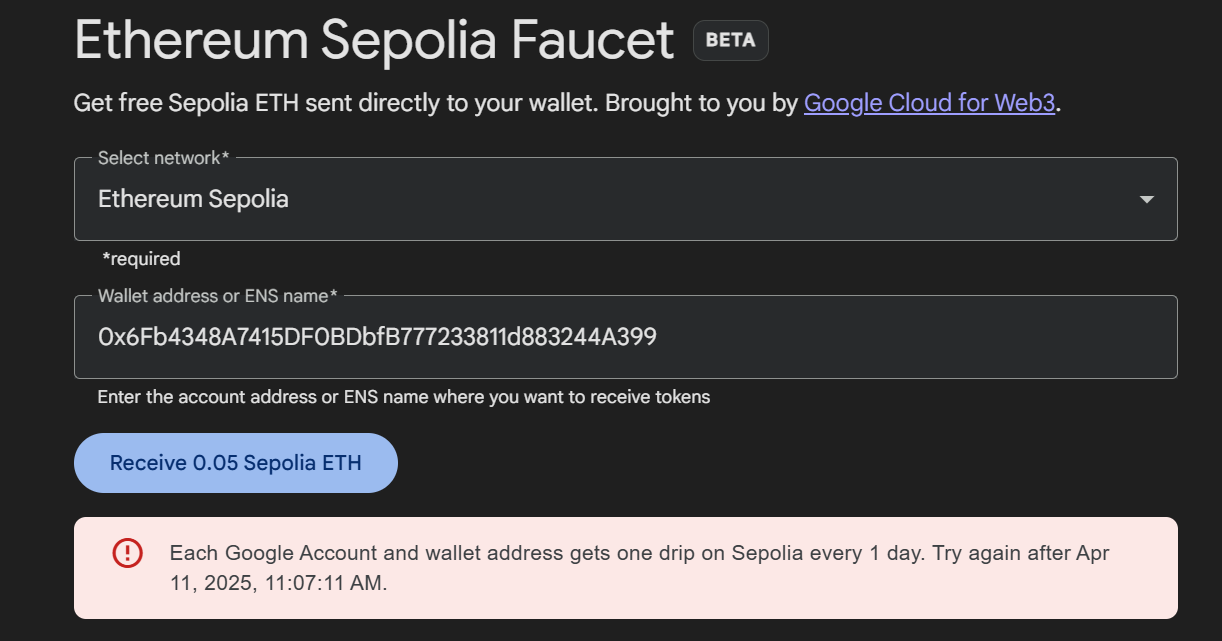 Ethereum Sepolia Faucet BETA
Get free Sepolia ETH sent directly to your wallet. Brought to you by Google Cloud for Web3.
Select network*
Ethereum Sepolia
*required
Wallet address or ENS name*
0x6Fb4348A7415DF0BDbfB777233811d883244A399
Enter the account address or ENS name where you want to receive tokens
Receive 0.05 Sepolia ETH
Each Google Account and wallet address gets one drip on Sepolia every 1 day. Try again after Apr
11, 2025, 11:07:11 AM.